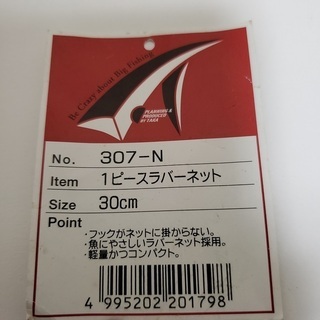 Be Crazy about Big Fishing
PLANNING &
PRODUCED
BY TAKA
No. 307-N
Item 1ピースラバーネット
Size 30cm
Point
・フックがネットに掛からない。
・魚にやさしいラバーネット採用。
・軽量かつコンパクト。
4 995202 201798